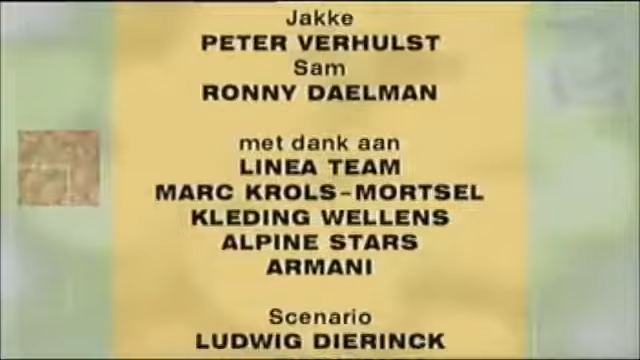 Jakke
PETER VERHULST
Sam
RONNY DAELMAN
met dank aan
LINEA TEAM
MARC KROLS-MORTSEL
KLEDING WELLENS
ALPINE STARS
ARMANI
Scenario
LUDWIG DIERINCK